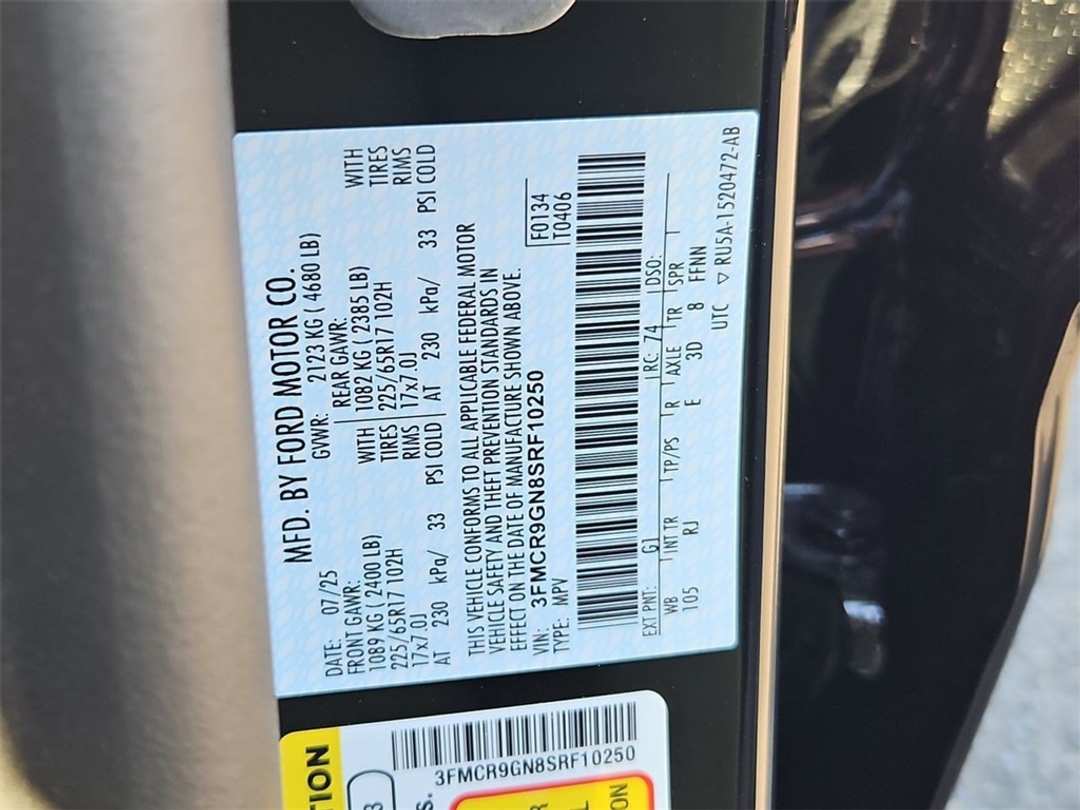 MFD. BY FORD MOTOR CO.
DATE: 07/25 GVWR: 2123 KG ( 4680 LB)
FRONT GAWR: REAR GAWR:
1089 KG ( 2400 LB) WITH 1082 KG ( 2385 LB) WITH
225/65R17 102H TIRES 225/65R17 102H TIRES
17x7.0J RIMS 17x7.0J RIMS
AT 230 kPa/ 33 PSI COLD AT 230 kPa/ 33 PSI COLD
THIS VEHICLE CONFORMS TO ALL APPLICABLE FEDERAL MOTOR
VEHICLE SAFETY AND THEFT PREVENTION STANDARDS IN
EFFECT ON THE DATE OF MANUFACTURE SHOWN ABOVE.
VIN: 3FMCR9GN8SRF10250 F0134
TYPE: MPV T0406
EXT PNT: G1 RC: 74 DSO:
WB INT TR TP/PS R AXLE TR SPR
105 RJ E 3D 8 FFNN
UTC ▽ RU5A-1520472-AB
TION
3
s.
3FMCR9GN8SRF10250
R
L
ON